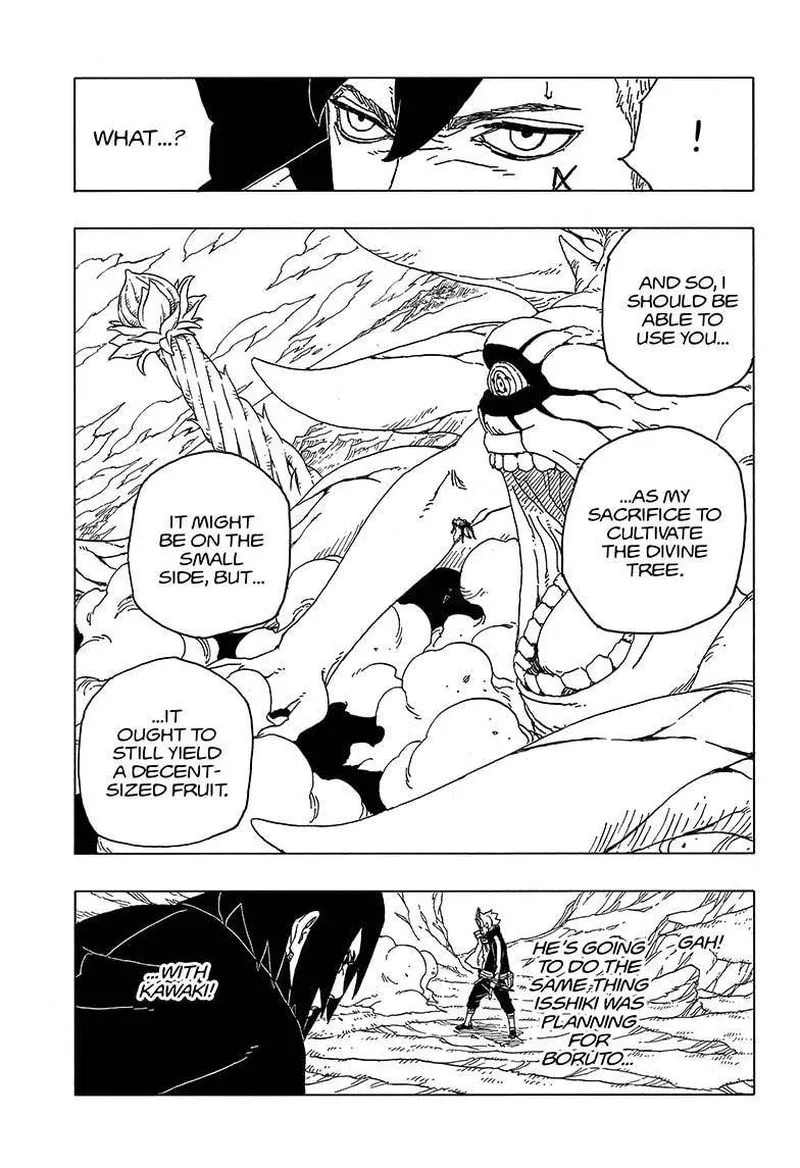 !
IX
WHAT...?
AND SO, I
SHOULD BE
ABLE TO
USE YOU...
...AS MY
SACRIFICE TO
CULTIVATE
THE DIVINE
TREE.
IT MIGHT
BE ON THE
SMALL
SIDE, BUT...
...IT
OUGHT TO
STILL YIELD
A DECENT-
SIZED FRUIT.
GAH!
HE'S GOING
TO DO THE
SAME THING
ISSHIKI WAS
PLANNING
FOR
BORUTO...
...WITH
KAWAKI!